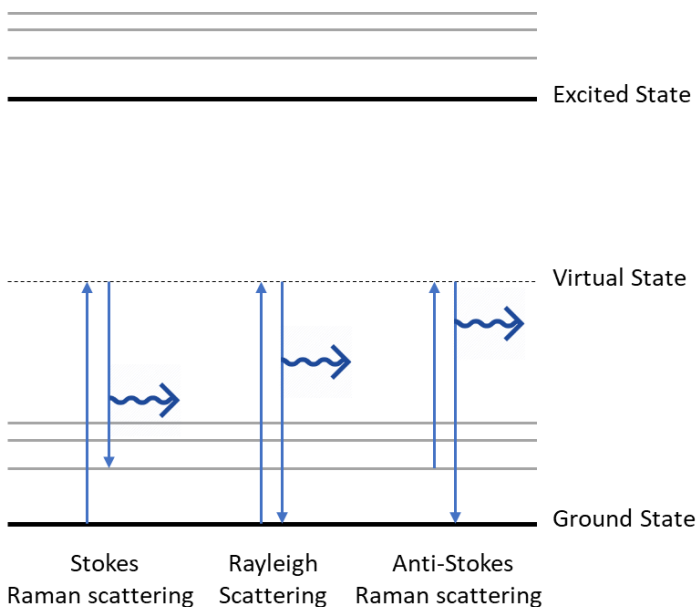 Excited State
Virtual State
Ground State
Stokes
Raman scattering
Rayleigh
Scattering
Anti-Stokes
Raman scattering